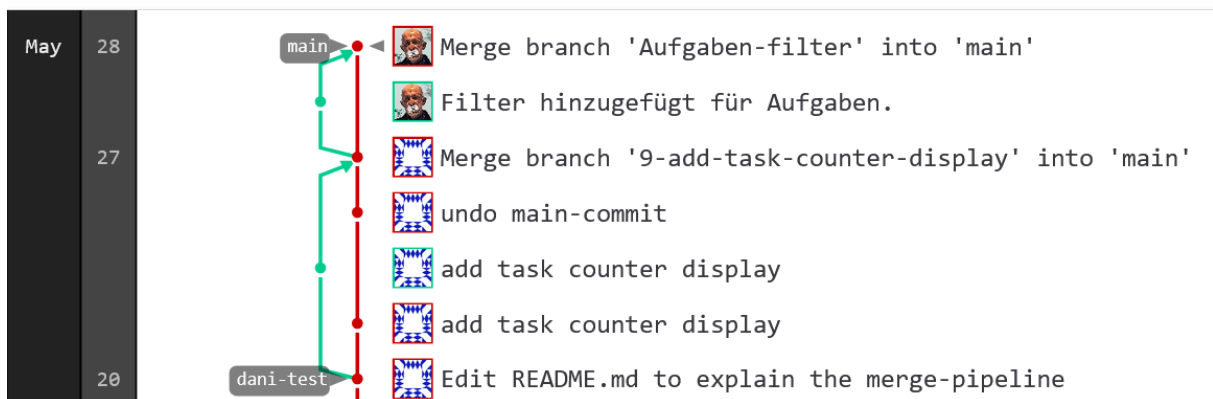 May 28 main Merge branch 'Aufgaben-filter' into 'main'
Filter hinzugefügt für Aufgaben.
27 Merge branch '9-add-task-counter-display' into 'main'
undo main-commit
add task counter display
add task counter display
20 dani-test Edit README.md to explain the merge-pipeline